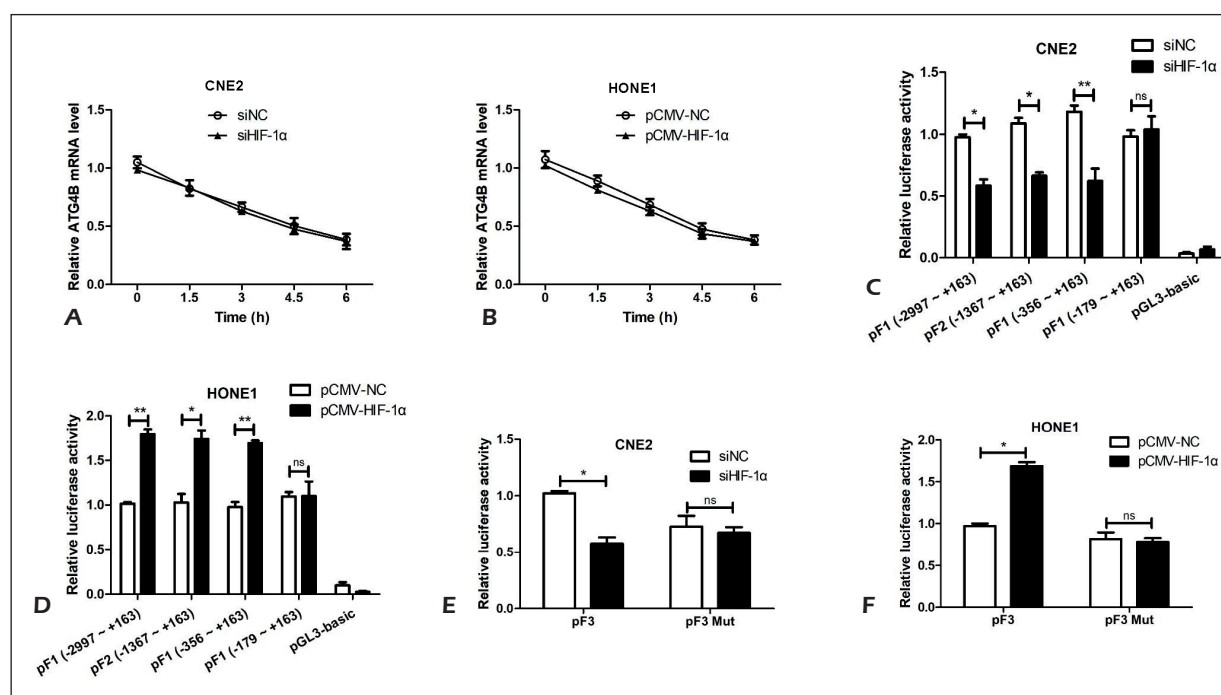 CNE2
siNC
siHIF-1α
Relative ATG4B mRNA level
1.5
1.0
0.5
0.0
0 1.5 3 4.5 6
Time (h)
A
HONE1
pCMV-NC
pCMV-HIF-1α
Relative ATG4B mRNA level
1.5
1.0
0.5
0.0
0 1.5 3 4.5 6
Time (h)
B
CNE2
siNC
siHIF-1α
Relative luciferase activity
1.5
1.0
0.5
0.0
* * ** ns
pF1 (-2997 ~ +163)
pF2 (-1367 ~ +163)
pF1 (-356 ~ +163)
pF1 (-179 ~ +163)
pGL3-basic
C
HONE1
pCMV-NC
pCMV-HIF-1α
Relative luciferase activity
2.0
1.5
1.0
0.5
0.0
** * ** ns
pF1 (-2997 ~ +163)
pF2 (-1367 ~ +163)
pF1 (-356 ~ +163)
pF1 (-179 ~ +163)
pGL3-basic
D
CNE2
siNC
siHIF-1α
Relative luciferase activity
1.5
1.0
0.5
0.0
* ns
pF3 pF3 Mut
E
HONE1
pCMV-NC
pCMV-HIF-1α
Relative luciferase activity
2.0
1.5
1.0
0.5
0.0
* ns
pF3 pF3 Mut
F